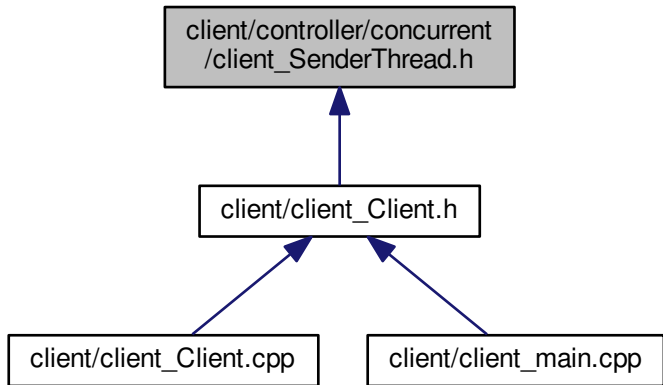 client/controller/concurrent
/client_SenderThread.h
client/client_Client.h
client/client_Client.cpp
client/client_main.cpp